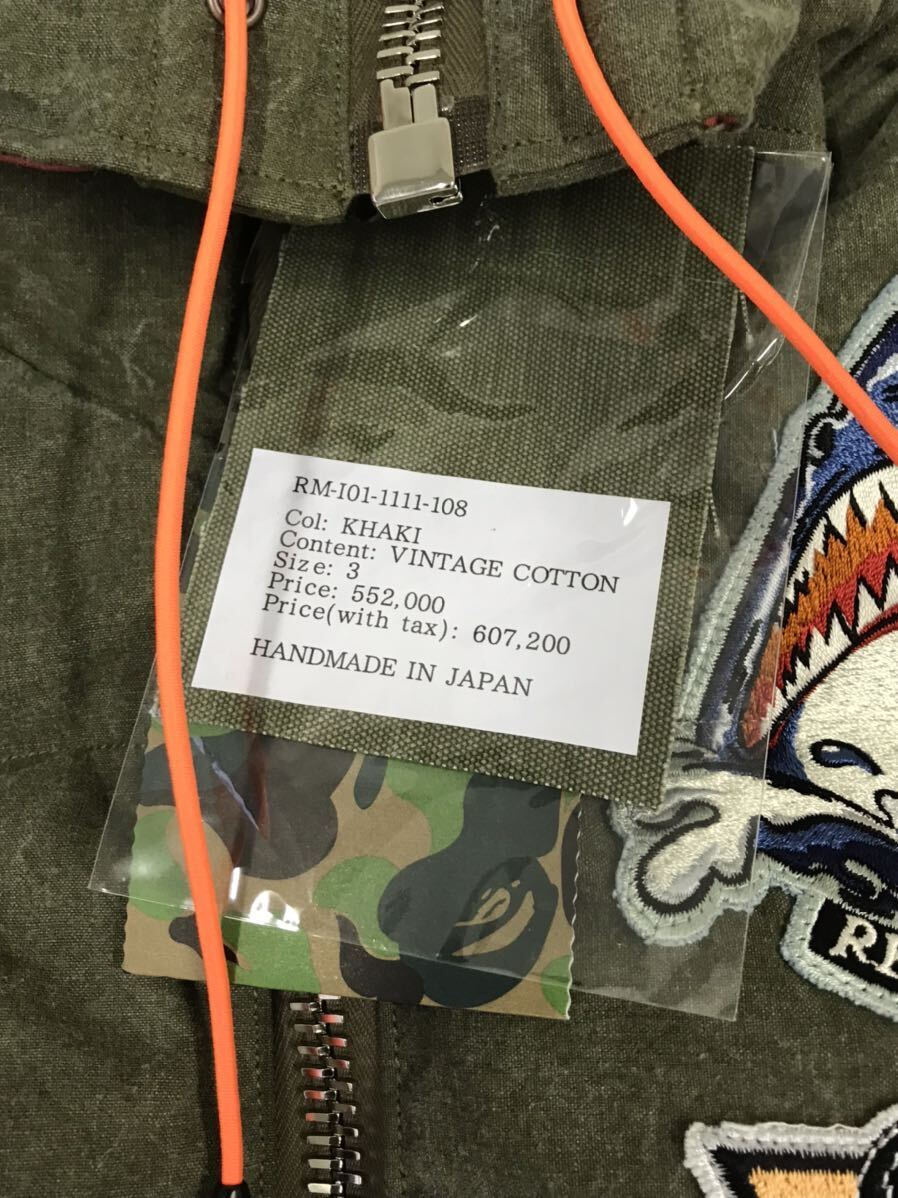 RM-I01-1111-108
Col: KHAKI
Content: VINTAGE COTTON
Size: 3
Price: 552,000
Price(with tax): 607,200
HANDMADE IN JAPAN